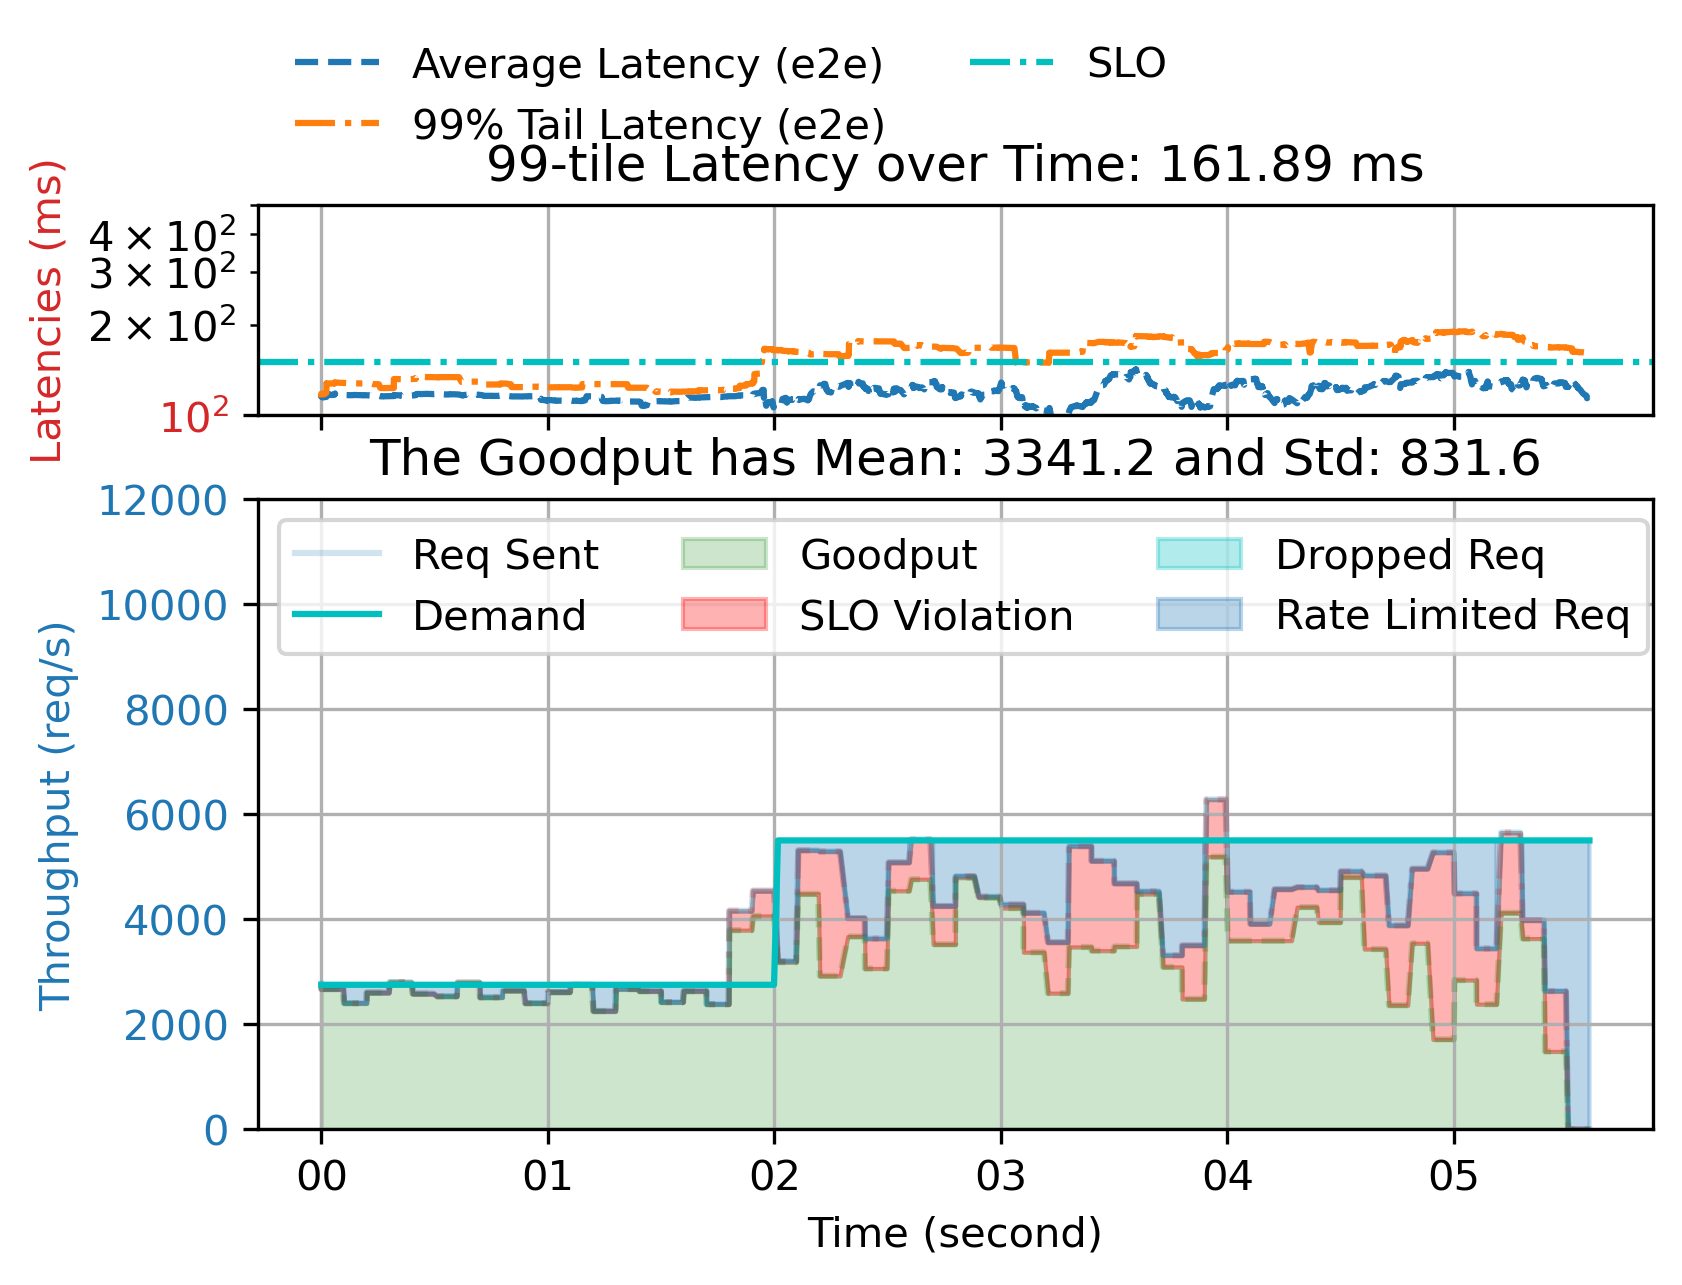 Average Latency (e2e)
SLO
99% Tail Latency (e2e)
99-tile Latency over Time: 161.89 ms
Latencies (ms)
4 × 10²
3 × 10²
2 × 10²
10²
The Goodput has Mean: 3341.2 and Std: 831.6
Throughput (req/s)
12000
10000
8000
6000
4000
2000
0
Req Sent
Goodput
Dropped Req
Demand
SLO Violation
Rate Limited Req
00 01 02 03 04 05
Time (second)